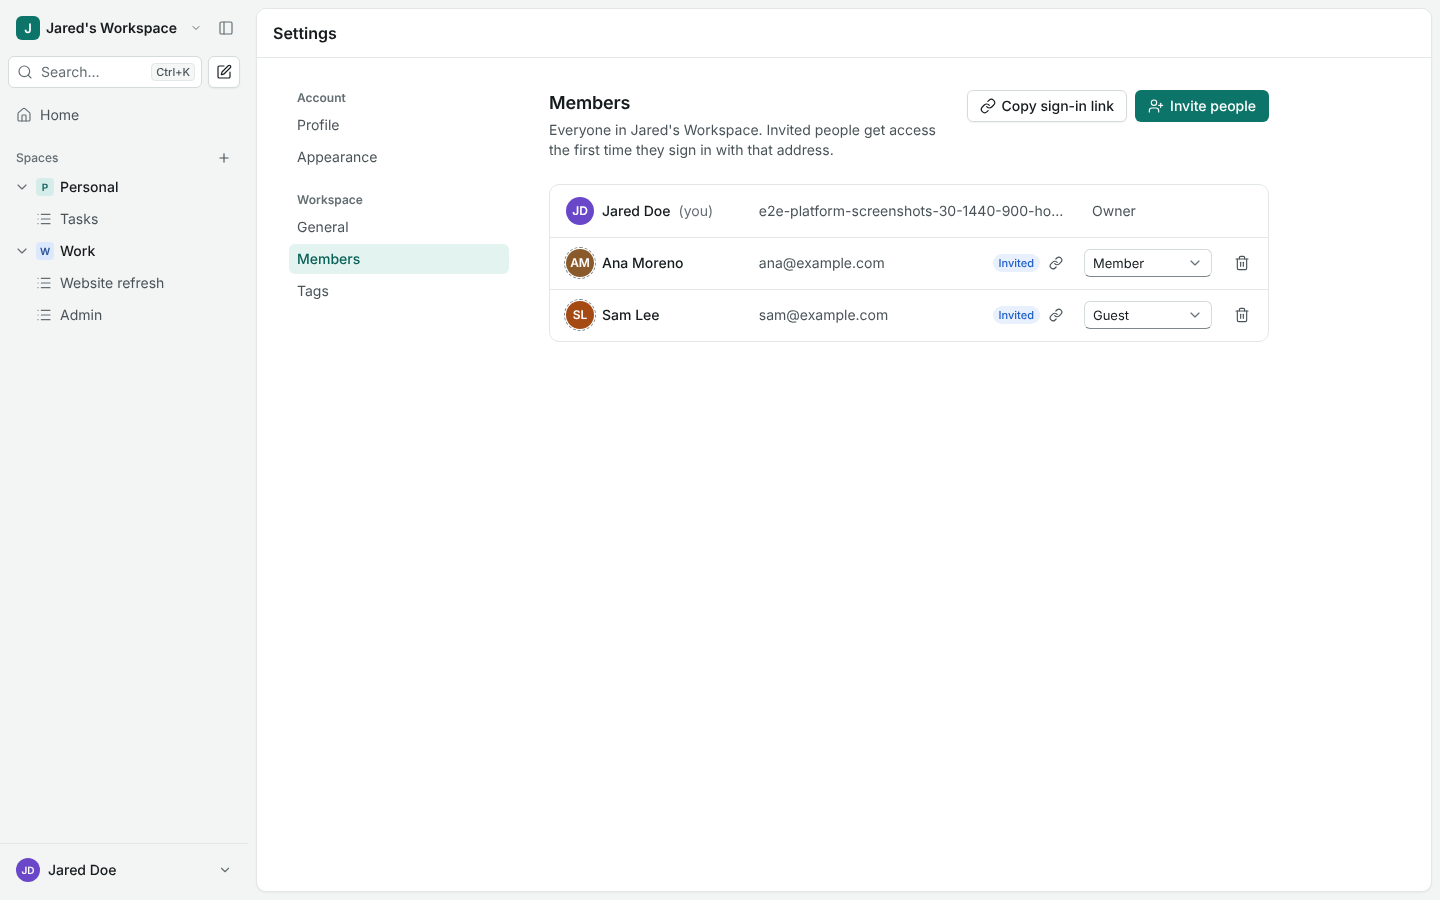 J Jared's Workspace
Search... Ctrl+K
Home
Spaces
P Personal
Tasks
W Work
Website refresh
Admin
JD Jared Doe
Settings
Account
Profile
Appearance
Workspace
General
Members
Tags
Members
Everyone in Jared's Workspace. Invited people get access
the first time they sign in with that address.
Copy sign-in link
Invite people
JD Jared Doe (you) e2e-platform-screenshots-30-1440-900-ho... Owner
AM Ana Moreno ana@example.com Invited Member
SL Sam Lee sam@example.com Invited Guest